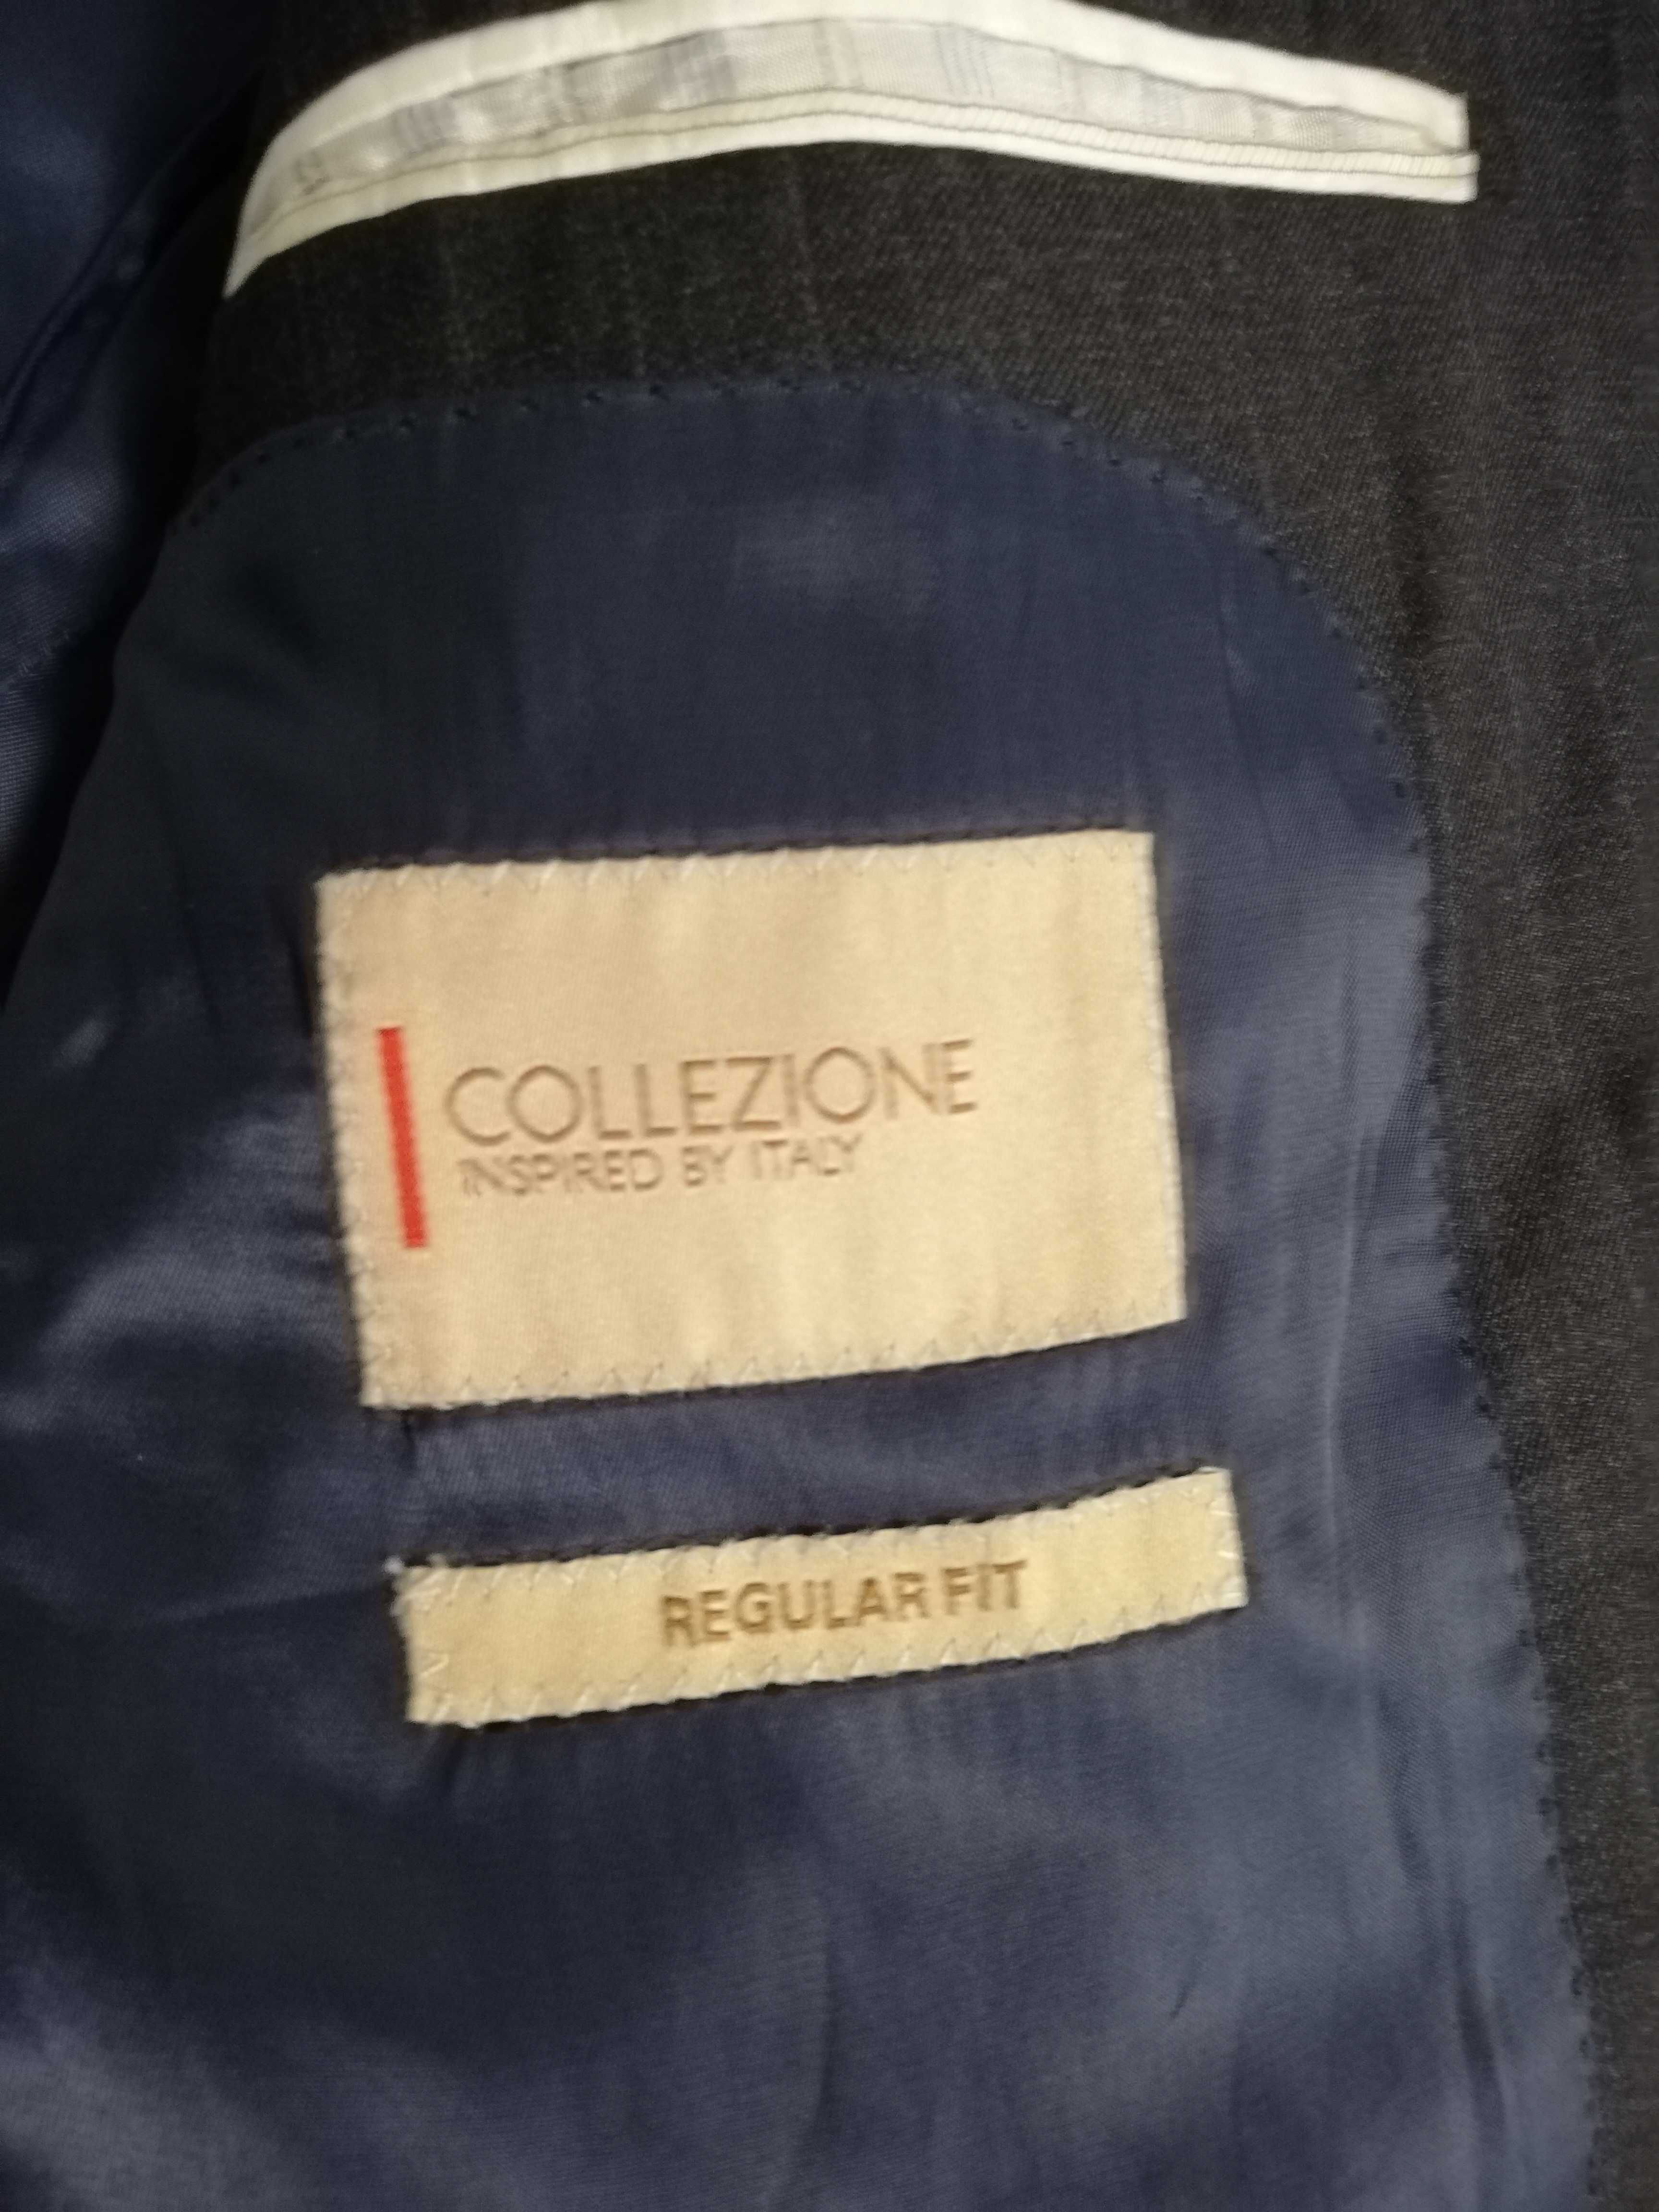 COLLEZIONE
INSPIRED BY ITALY
REGULAR FIT